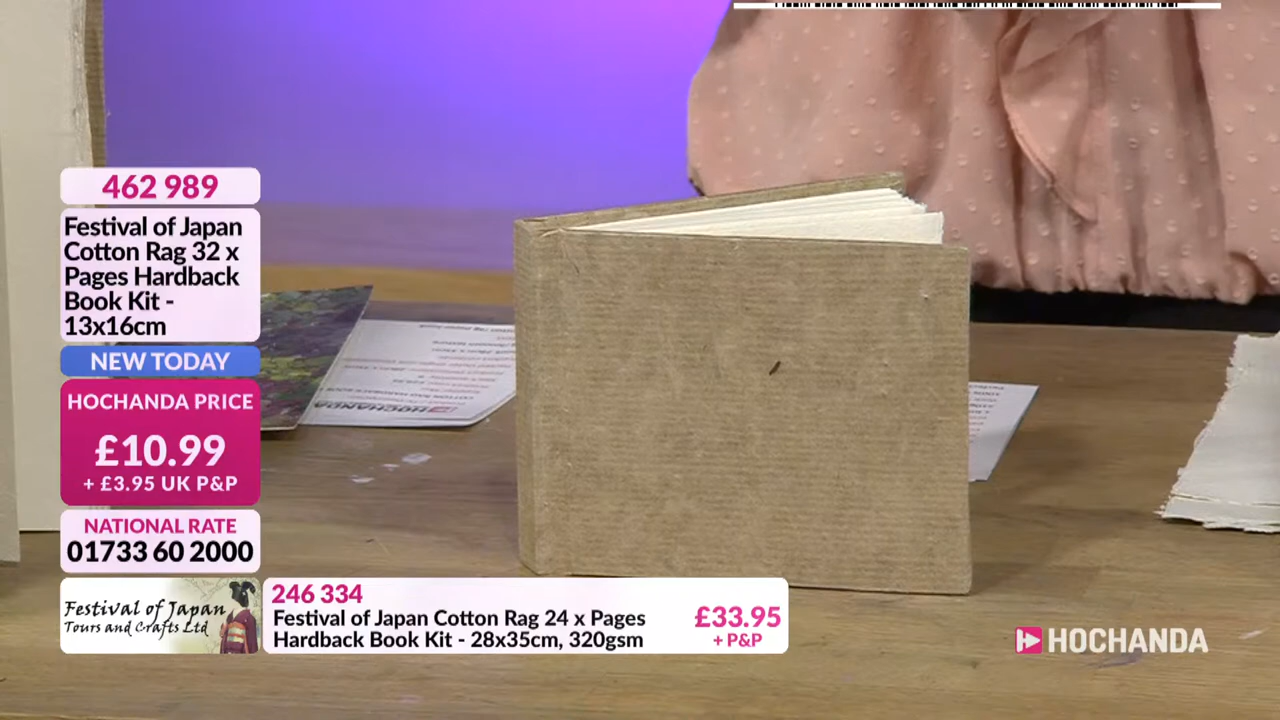 462 989
Festival of Japan
Cotton Rag 32 x
Pages Hardback
Book Kit -
13x16cm
NEW TODAY
HOCHANDA PRICE
£10.99
+ £3.95 UK P&P
NATIONAL RATE
01733 60 2000
Festival of Japan
Tours and Crafts Ltd
246 334
Festival of Japan Cotton Rag 24 x Pages
Hardback Book Kit - 28x35cm, 320gsm
£33.95
+ P&P
HOCHANDA
HOCHANDA